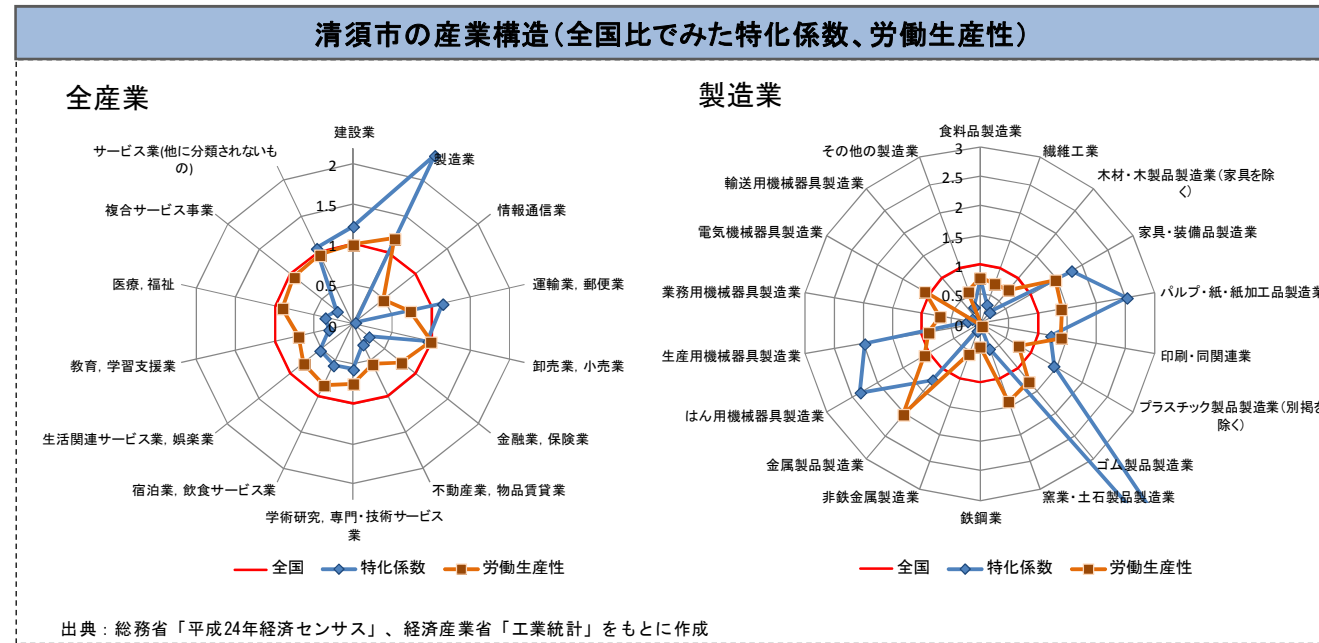 清須市の産業構造(全国比でみた特化係数、労働生産性)
全産業
建設業
製造業
情報通信業
運輸業, 郵便業
卸売業, 小売業
金融業, 保険業
不動産業, 物品賃貸業
学術研究, 専門・技術サービス
業
宿泊業, 飲食サービス業
生活関連サービス業, 娯楽業
教育, 学習支援業
医療, 福祉
複合サービス事業
サービス業(他に分類されないも
の)
2
1.5
1
0.5
0
全国
特化係数
労働生産性
製造業
食料品製造業
繊維工業
木材・木製品製造業(家具を除
く)
家具・装備品製造業
パルプ・紙・紙加工品製造業
印刷・同関連業
プラスチック製品製造業(別掲を
除く)
ゴム製品製造業
窯業・土石製品製造業
鉄鋼業
非鉄金属製造業
金属製品製造業
はん用機械器具製造業
生産用機械器具製造業
業務用機械器具製造業
電気機械器具製造業
輸送用機械器具製造業
その他の製造業
3
2.5
2
1.5
1
0.5
0
全国
特化係数
労働生産性
出典:総務省「平成24年経済センサス」、経済産業省「工業統計」をもとに作成